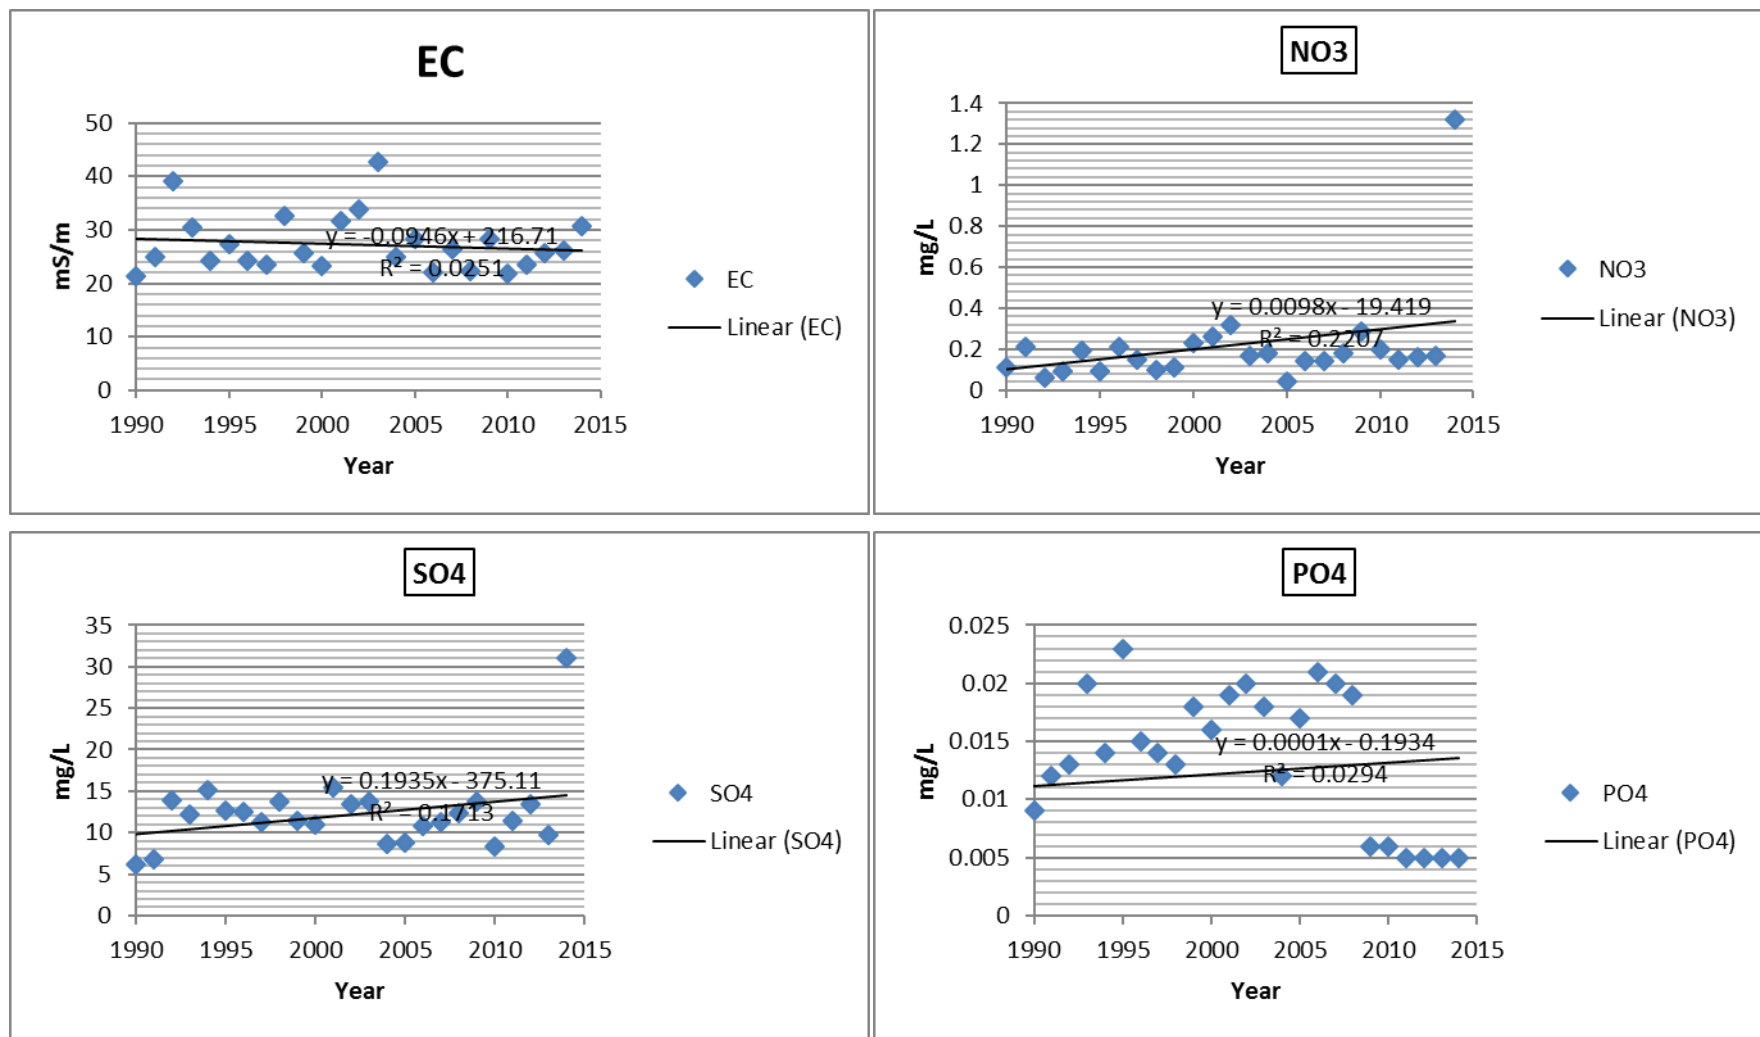 EC
50
40
30
20
10
0
mS/m
y = -0.0946x + 216.71
R² = 0.0251
1990 1995 2000 2005 2010 2015
Year
EC
Linear (EC)
NO3
1.4
1.2
1
0.8
0.6
0.4
0.2
0
mg/L
y = 0.0098x - 19.419
R² = 0.2207
1990 1995 2000 2005 2010 2015
Year
NO3
Linear (NO3)
SO4
35
30
25
20
15
10
5
0
mg/L
y = 0.1935x - 375.11
R² = 0.1713
1990 1995 2000 2005 2010 2015
Year
SO4
Linear (SO4)
PO4
0.025
0.02
0.015
0.01
0.005
0
mg/L
y = 0.0001x - 0.1934
R² = 0.0294
1990 1995 2000 2005 2010 2015
Year
PO4
Linear (PO4)